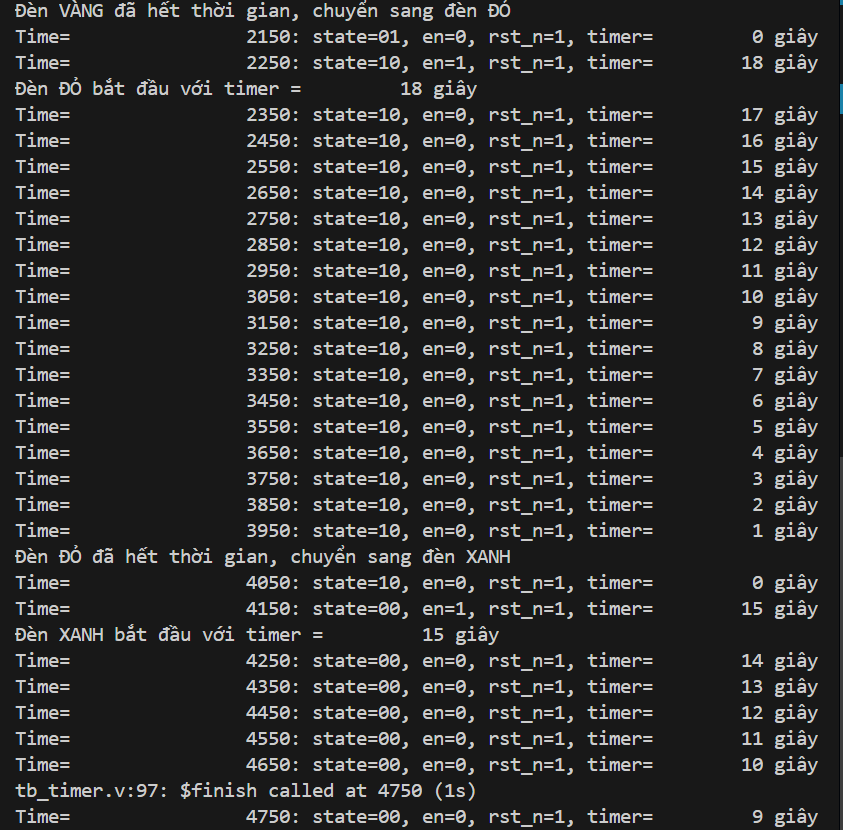 Đèn VÀNG đã hết thời gian, chuyển sang đèn ĐỎ
Time=                2150: state=01, en=0, rst_n=1, timer=         0 giây
Time=                2250: state=10, en=1, rst_n=1, timer=        18 giây
Đèn ĐỎ bắt đầu với timer =         18 giây
Time=                2350: state=10, en=0, rst_n=1, timer=        17 giây
Time=                2450: state=10, en=0, rst_n=1, timer=        16 giây
Time=                2550: state=10, en=0, rst_n=1, timer=        15 giây
Time=                2650: state=10, en=0, rst_n=1, timer=        14 giây
Time=                2750: state=10, en=0, rst_n=1, timer=        13 giây
Time=                2850: state=10, en=0, rst_n=1, timer=        12 giây
Time=                2950: state=10, en=0, rst_n=1, timer=        11 giây
Time=                3050: state=10, en=0, rst_n=1, timer=        10 giây
Time=                3150: state=10, en=0, rst_n=1, timer=         9 giây
Time=                3250: state=10, en=0, rst_n=1, timer=         8 giây
Time=                3350: state=10, en=0, rst_n=1, timer=         7 giây
Time=                3450: state=10, en=0, rst_n=1, timer=         6 giây
Time=                3550: state=10, en=0, rst_n=1, timer=         5 giây
Time=                3650: state=10, en=0, rst_n=1, timer=         4 giây
Time=                3750: state=10, en=0, rst_n=1, timer=         3 giây
Time=                3850: state=10, en=0, rst_n=1, timer=         2 giây
Time=                3950: state=10, en=0, rst_n=1, timer=         1 giây
Đèn ĐỎ đã hết thời gian, chuyển sang đèn XANH
Time=                4050: state=10, en=0, rst_n=1, timer=         0 giây
Time=                4150: state=00, en=1, rst_n=1, timer=        15 giây
Đèn XANH bắt đầu với timer =         15 giây
Time=                4250: state=00, en=0, rst_n=1, timer=        14 giây
Time=                4350: state=00, en=0, rst_n=1, timer=        13 giây
Time=                4450: state=00, en=0, rst_n=1, timer=        12 giây
Time=                4550: state=00, en=0, rst_n=1, timer=        11 giây
Time=                4650: state=00, en=0, rst_n=1, timer=        10 giây
tb_timer.v:97: $finish called at 4750 (1s)
Time=                4750: state=00, en=0, rst_n=1, timer=         9 giây